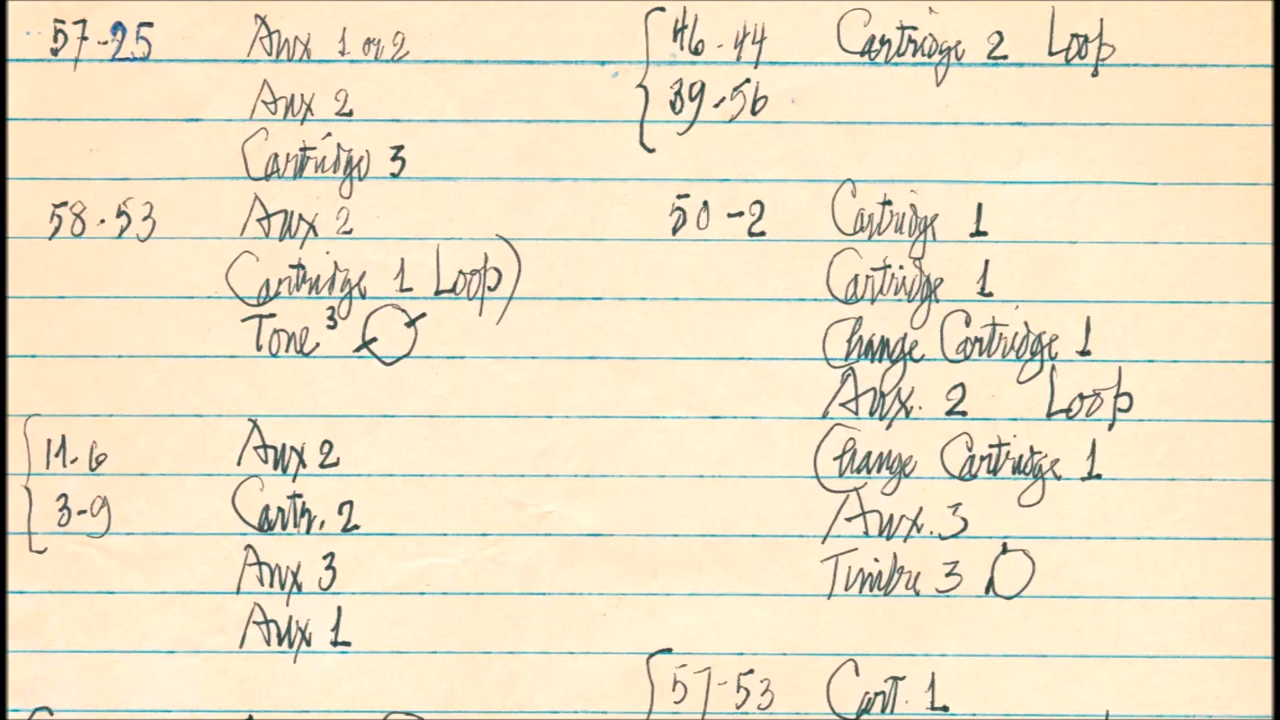 57-25 Aux 1 or 2
Aux 2
Cartridge 3
58-53 Aux 2
Cartridge 1 Loop)
Tone 3
11-6 Aux 2
3-9 Cartr. 2
Aux 3
Aux 1
46-44 Cartridge 2 Loop
39-56
50-2 Cartridge 1
Cartridge 1
Change Cartridge 1
Aux. 2 Loop
Change Cartridge 1
Aux. 3
Timbre 3
57-53 Cart. 1